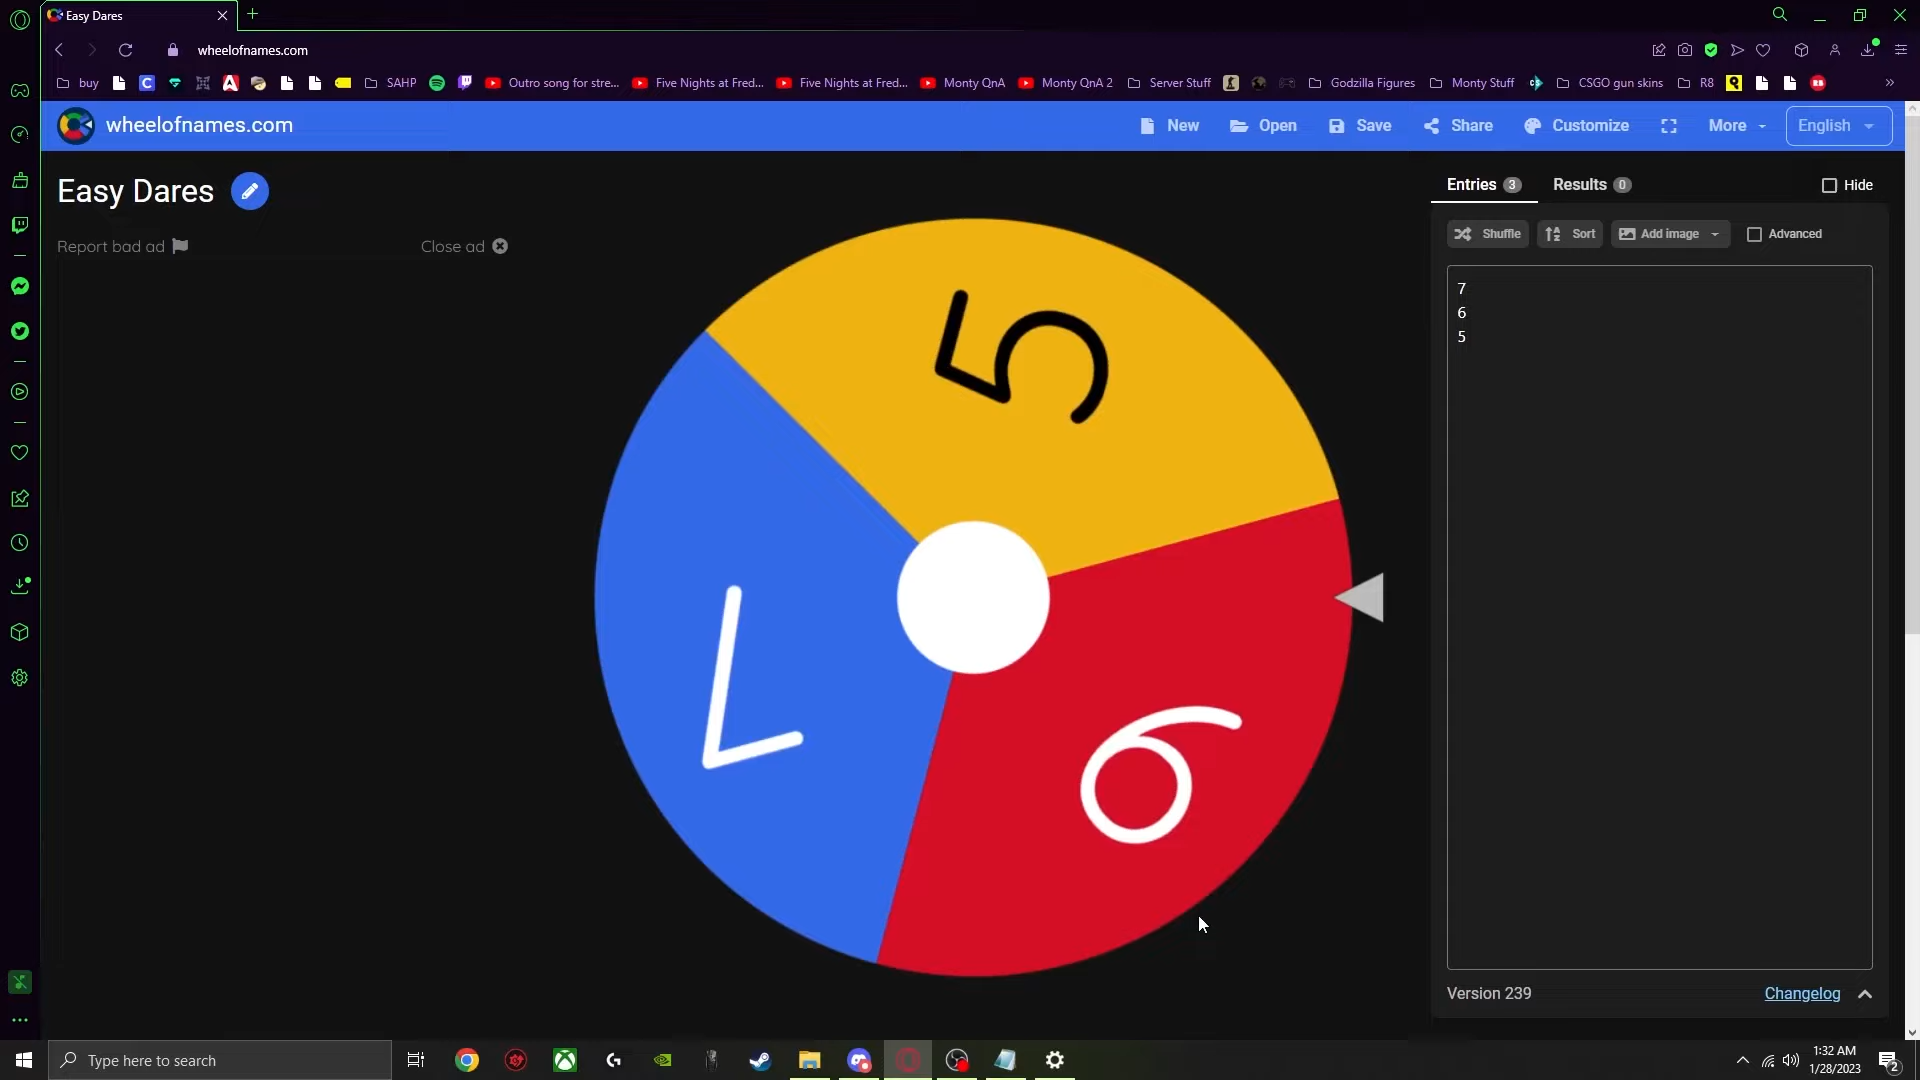 Easy Dares
wheelofnames.com
buy
SAHP
Outro song for stre...
Five Nights at Fred...
Five Nights at Fred...
Monty QnA
Monty QnA 2
Server Stuff
Godzilla Figures
Monty Stuff
CSGO gun skins
R8
wheelofnames.com
New
Open
Save
Share
Customize
More
English
Easy Dares
Report bad ad
Close ad
Entries 3
Results 0
Hide
Shuffle
Sort
Add image
Advanced
7
6
5
5
7
6
Version 239
Changelog
Type here to search
1:32 AM
1/28/2023
2